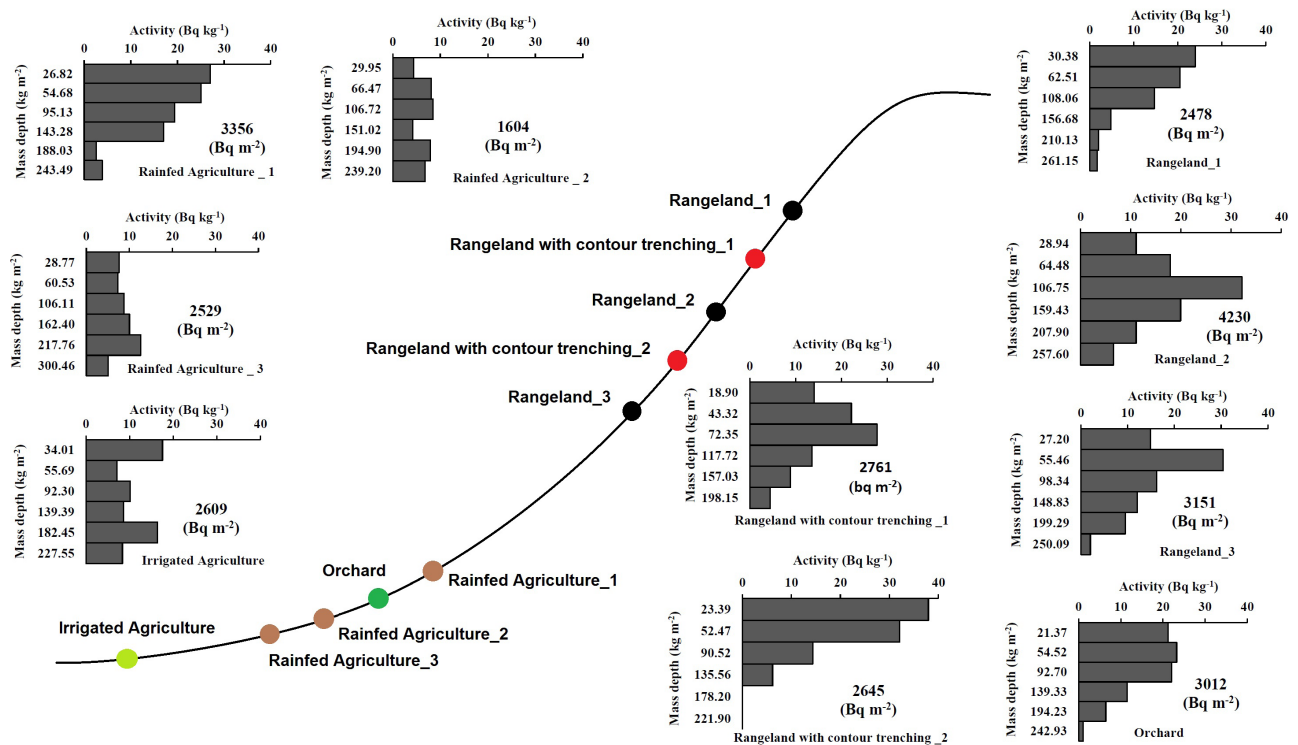 Activity (Bq kg-1)
0 10 20 30 40
Mass depth (kg m-2)
26.82
54.68
95.13
143.28
188.03
243.49
3356
(Bq m-2)
Rainfed Agriculture _ 1
Activity (Bq kg-1)
0 10 20 30 40
Mass depth (kg m-2)
29.95
66.47
106.72
151.02
194.90
239.20
1604
(Bq m-2)
Rainfed Agriculture _ 2
Activity (Bq kg-1)
0 10 20 30 40
Mass depth (kg m-2)
30.38
62.51
108.06
156.68
210.13
261.15
2478
(Bq m-2)
Rangeland_1
Activity (Bq kg-1)
0 10 20 30 40
Mass depth (kg m-2)
28.77
60.53
106.11
162.40
217.76
300.46
2529
(Bq m-2)
Rainfed Agriculture _ 3
Activity (Bq kg-1)
0 10 20 30 40
Mass depth (kg m-2)
28.94
64.48
106.75
159.43
207.90
257.60
4230
(Bq m-2)
Rangeland_2
Rangeland_1
Rangeland with contour trenching_1
Rangeland_2
Rangeland with contour trenching_2
Rangeland_3
Activity (Bq kg-1)
0 10 20 30 40
Mass depth (kg m-2)
18.90
43.32
72.35
117.72
157.03
198.15
2761
(bq m-2)
Rangeland with contour trenching _1
Activity (Bq kg-1)
0 10 20 30 40
Mass depth (kg m-2)
27.20
55.46
98.34
148.83
199.29
250.09
3151
(Bq m-2)
Rangeland_3
Activity (Bq kg-1)
0 10 20 30 40
Mass depth (kg m-2)
34.01
55.69
92.30
139.39
182.45
227.55
2609
(Bq m-2)
Irrigated Agriculture
Orchard
Rainfed Agriculture_1
Irrigated Agriculture
Rainfed Agriculture_2
Rainfed Agriculture_3
Activity (Bq kg-1)
0 10 20 30 40
Mass depth (kg m-2)
23.39
52.47
90.52
135.56
178.20
221.90
2645
(Bq m-2)
Rangeland with contour trenching _2
Activity (Bq kg-1)
0 10 20 30 40
Mass depth (kg m-2)
21.37
54.52
92.70
139.33
194.23
242.93
3012
(Bq m-2)
Orchard